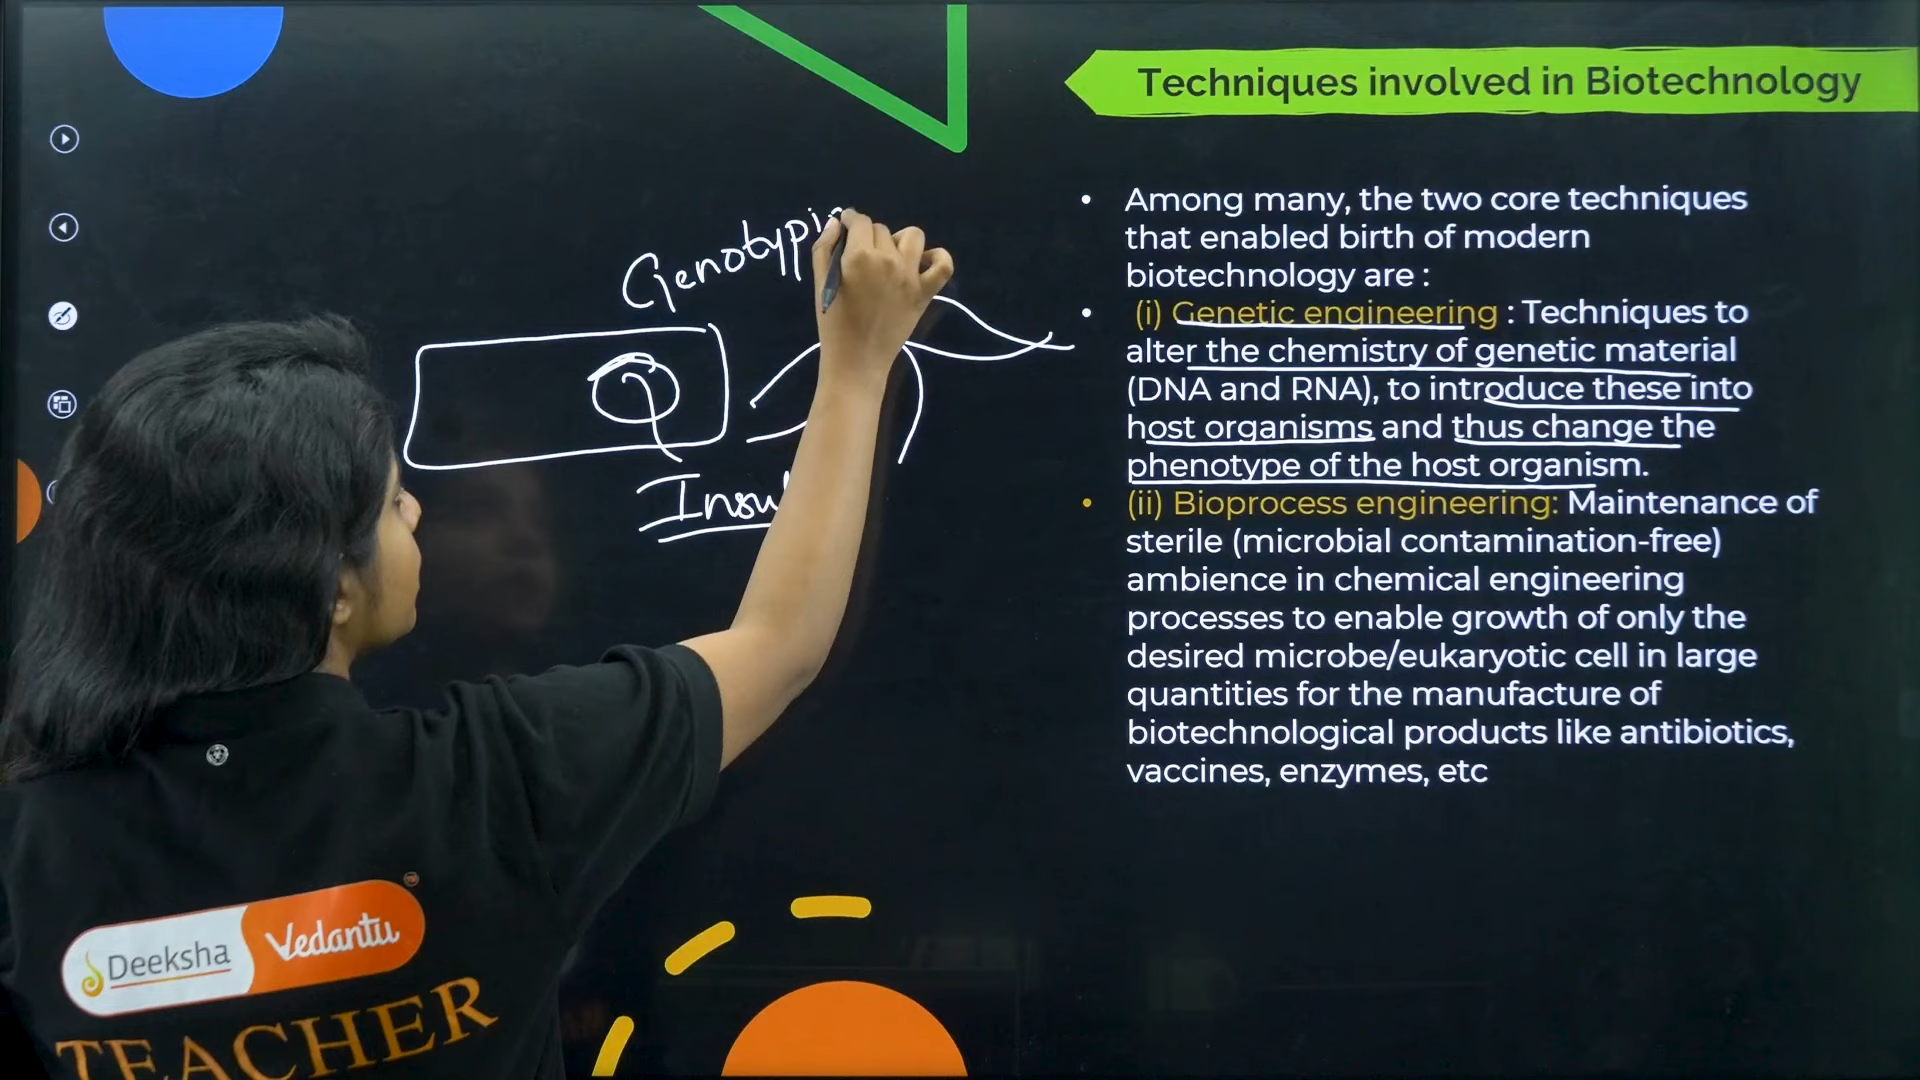 Techniques involved in Biotechnology
• Among many, the two core techniques
that enabled birth of modern
biotechnology are :
• (i) Genetic engineering : Techniques to
alter the chemistry of genetic material
(DNA and RNA), to introduce these into
host organisms and thus change the
phenotype of the host organism.
• (ii) Bioprocess engineering: Maintenance of
sterile (microbial contamination-free)
ambience in chemical engineering
processes to enable growth of only the
desired microbe/eukaryotic cell in large
quantities for the manufacture of
biotechnological products like antibiotics,
vaccines, enzymes, etc
Genotypi
Insu
Deeksha Vedantu
TEACHER